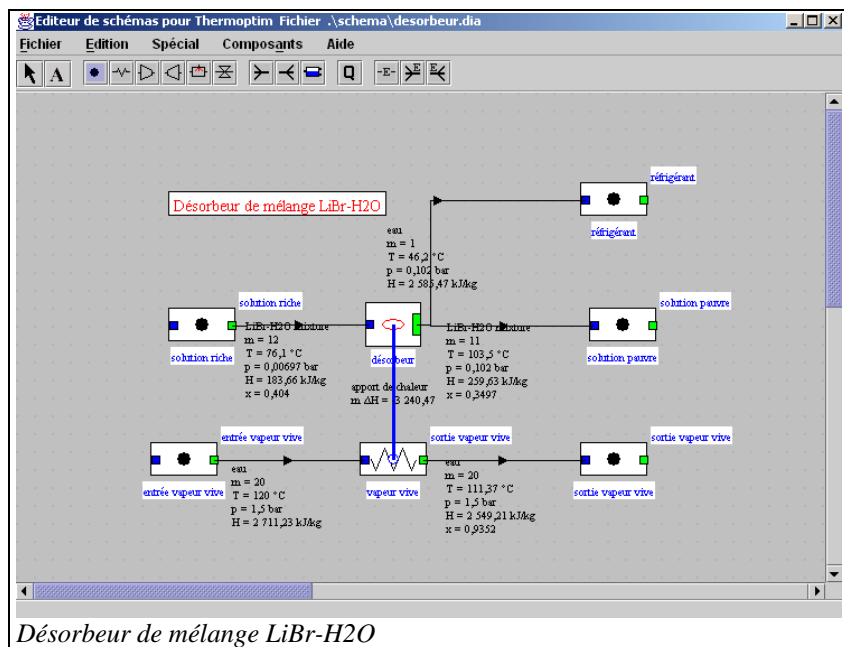 Editeur de schémas pour Thermoptim Fichier .\schema\desorbeur.dia
Fichier Edition Spécial Composants Aide
A Q -E- E E
réfrigérant
Désorbeur de mélange LiBr-H2O
réfrigérant
eau
m = 1
T = 46,2 °C
p = 0,102 bar
H = 2 585,47 kJ/kg
solution riche
solution pauvre
solution riche
LiBr-H2O mixture
m = 12
T = 76,1 °C
p = 0,00697 bar
H = 183,66 kJ/kg
x = 0,404
désorbeur
LiBr-H2O mixture
m = 11
T = 103,5 °C
p = 0,102 bar
H = 259,63 kJ/kg
x = 0,3497
solution pauvre
apport de chaleur
m ΔH = 3 240,47
entrée vapeur vive
sortie vapeur vive
sortie vapeur vive
entrée vapeur vive
eau
m = 20
T = 120 °C
p = 1,5 bar
H = 2 711,23 kJ/kg
vapeur vive
eau
m = 20
T = 111,37 °C
p = 1,5 bar
H = 2 549,21 kJ/kg
x = 0,9352
sortie vapeur vive
Désorbeur de mélange LiBr-H2O